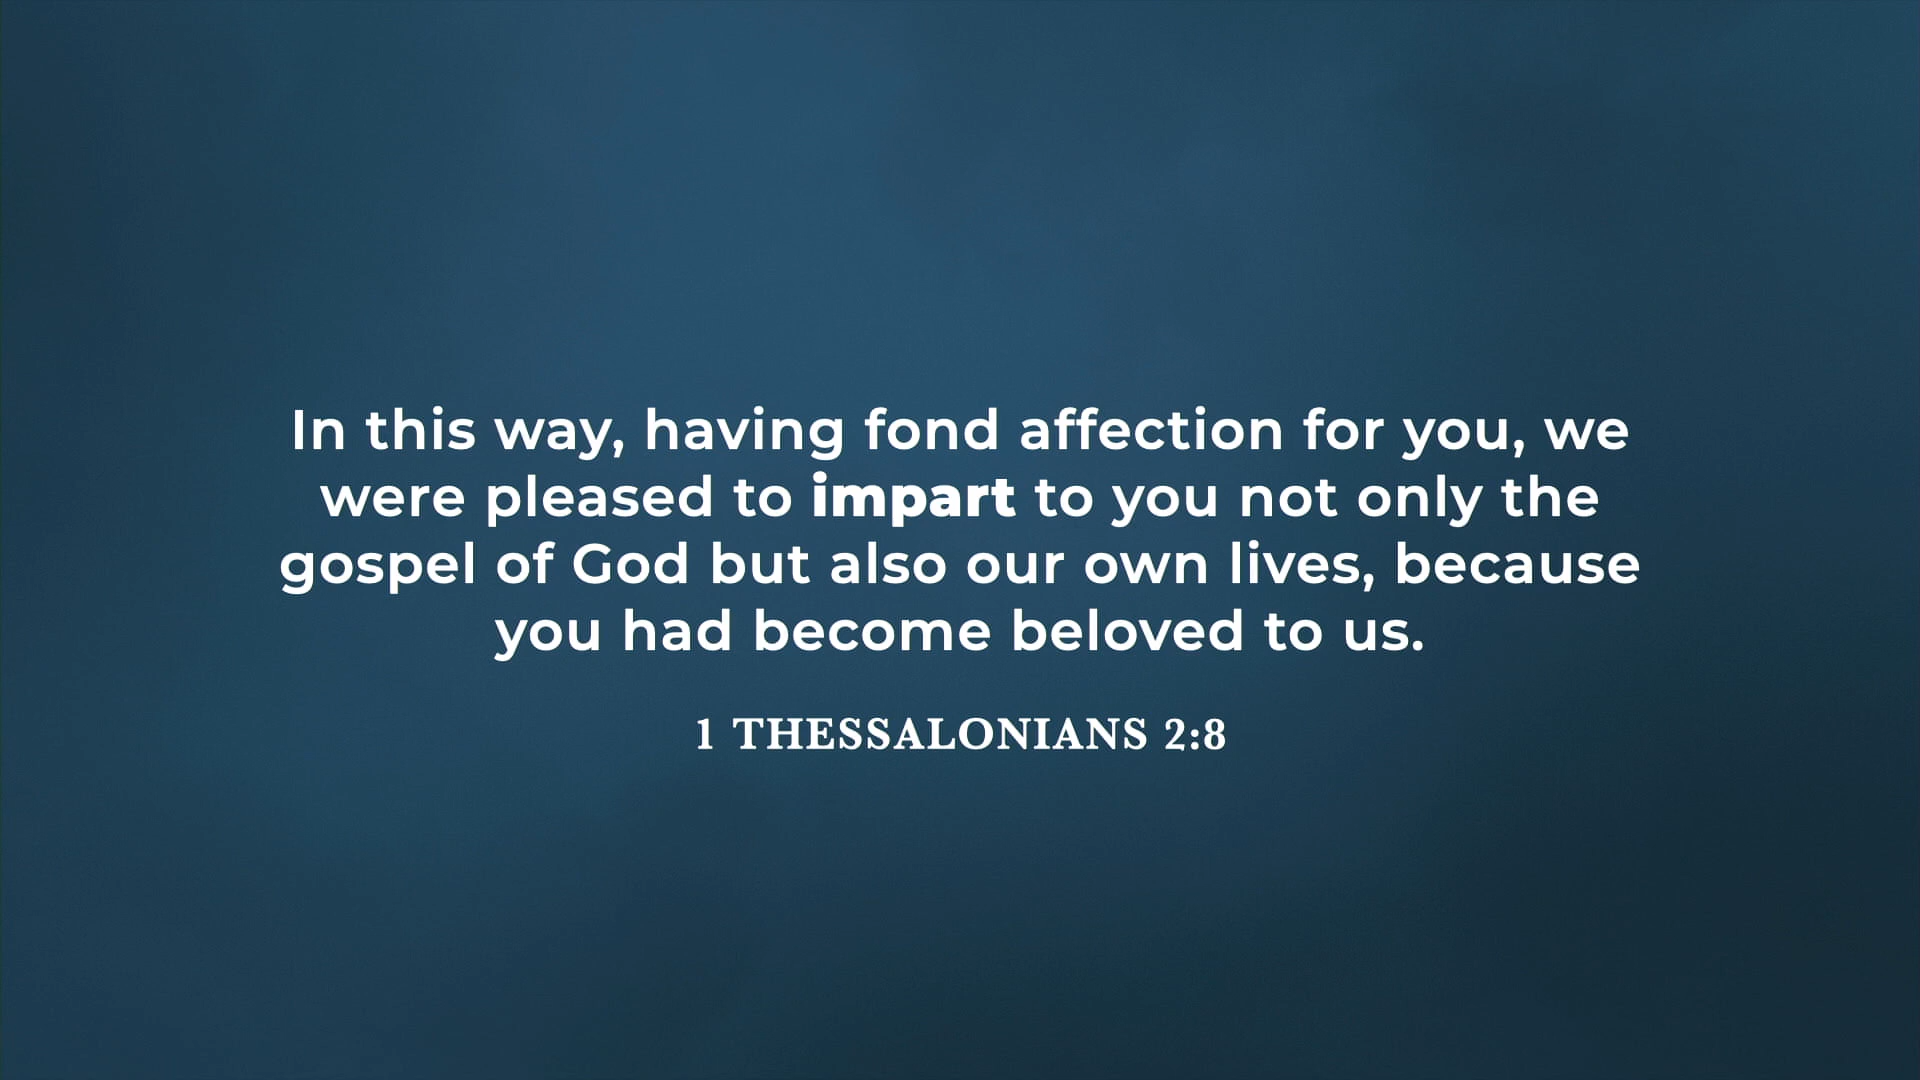 In this way, having fond affection for you, we
were pleased to impart to you not only the
gospel of God but also our own lives, because
you had become beloved to us.
1 THESSALONIANS 2:8